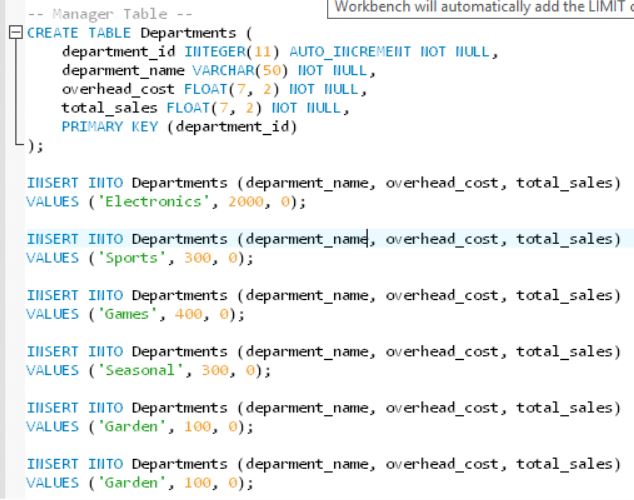 Workbench will automatically add the LIMIT
-- Manager Table --
CREATE TABLE Departments (
department_id INTEGER(11) AUTO_INCREMENT NOT NULL,
deparment_name VARCHAR(50) NOT NULL,
overhead_cost FLOAT(7, 2) NOT NULL,
total_sales FLOAT(7, 2) NOT NULL,
PRIMARY KEY (department_id)
);
INSERT INTO Departments (deparment_name, overhead_cost, total_sales)
VALUES ('Electronics', 2000, 0);
INSERT INTO Departments (deparment_name, overhead_cost, total_sales)
VALUES ('Sports', 300, 0);
INSERT INTO Departments (deparment_name, overhead_cost, total_sales)
VALUES ('Games', 400, 0);
INSERT INTO Departments (deparment_name, overhead_cost, total_sales)
VALUES ('Seasonal', 300, 0);
INSERT INTO Departments (deparment_name, overhead_cost, total_sales)
VALUES ('Garden', 100, 0);
INSERT INTO Departments (deparment_name, overhead_cost, total_sales)
VALUES ('Garden', 100, 0);